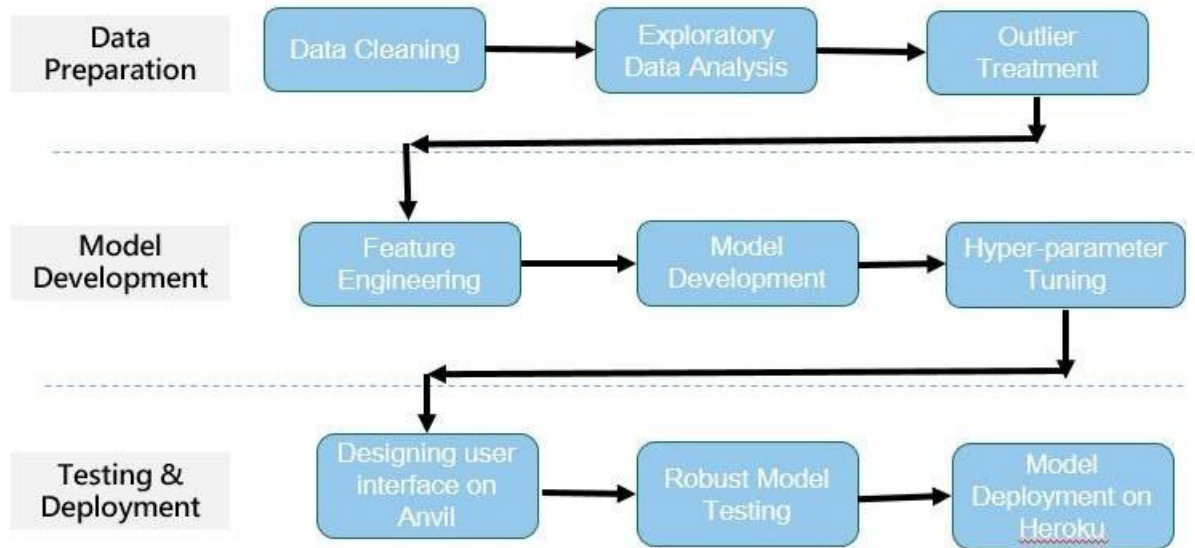 Data
Preparation
Data Cleaning
Exploratory
Data Analysis
Outlier
Treatment
Model
Development
Feature
Engineering
Model
Development
Hyper-parameter
Tuning
Testing &
Deployment
Designing user
interface on
Anvil
Robust Model
Testing
Model
Deployment on
Heroku